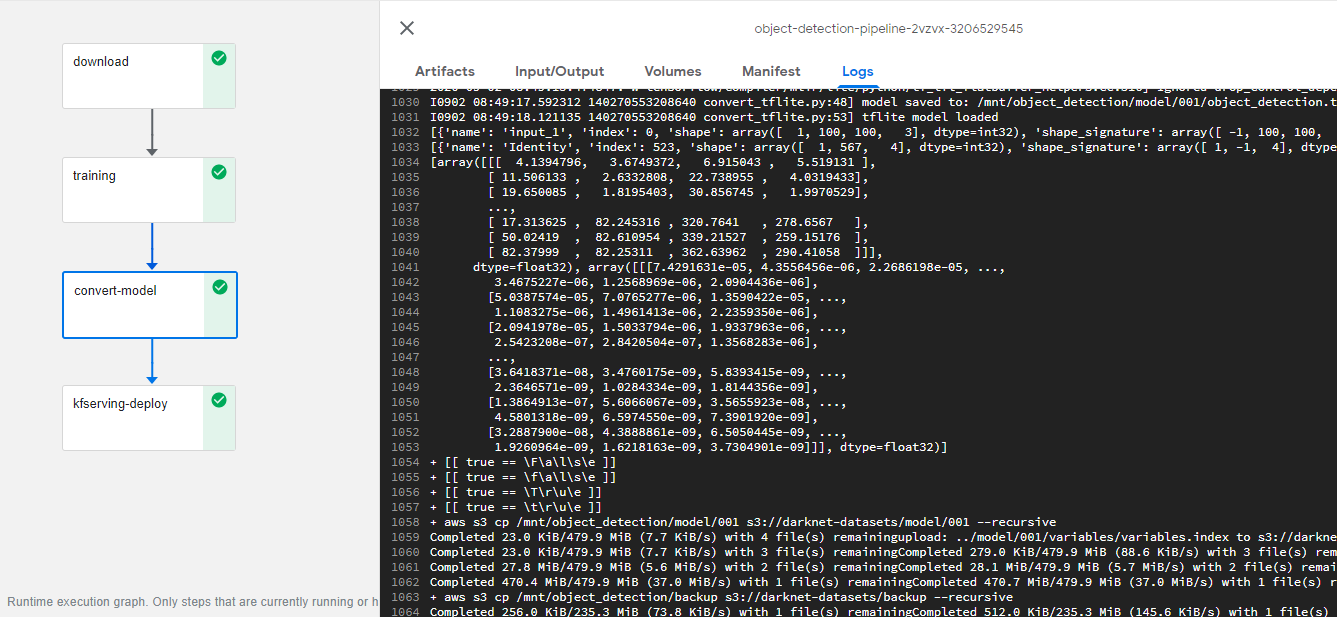 download
training
convert-model
kfserving-deploy
Runtime execution graph. Only steps that are currently running or h
object-detection-pipeline-2vzvx-3206529545
Artifacts Input/Output Volumes Manifest Logs
1030 I0902 08:49:17.592312 140270553208640 convert_tflite.py:48] model saved to: /mnt/object_detection/model/001/object_detection.t
1031 I0902 08:49:18.121135 140270553208640 convert_tflite.py:53] tflite model loaded
1032 [{'name': 'input_1', 'index': 0, 'shape': array([  1, 100, 100,   3], dtype=int32), 'shape_signature': array([ -1, 100, 100,
1033 [{'name': 'Identity', 'index': 523, 'shape': array([  1, 567,   4], dtype=int32), 'shape_signature': array([ 1, -1,  4], dtype
1034 [array([[[  4.1394796,   3.6749372,   6.915043 ,   5.519131 ],
1035 [ 11.506133 ,   2.6332808,  22.738955 ,   4.0319433],
1036 [ 19.650085 ,   1.8195403,  30.856745 ,   1.9970529],
1037 ...,
1038 [ 17.313625 ,  82.245316 , 320.7641   , 278.6567   ],
1039 [ 50.02419  ,  82.610954 , 339.21527  , 259.15176  ],
1040 [ 82.37999  ,  82.25311  , 362.63962  , 290.41058  ]]],
1041 dtype=float32), array([[[7.4291631e-05, 4.3556456e-06, 2.2686198e-05, ...,
1042 3.4675227e-06, 1.2568969e-06, 2.0904436e-06],
1043 [5.0387574e-05, 7.0765277e-06, 1.3590422e-05, ...,
1044 1.1083275e-06, 1.4961413e-06, 2.2359350e-06],
1045 [2.0941978e-05, 1.5033794e-06, 1.9337963e-06, ...,
1046 2.5423208e-07, 2.8420504e-07, 1.3568283e-06],
1047 ...,
1048 [3.6418371e-08, 3.4760175e-09, 5.8393415e-09, ...,
1049 2.3646571e-09, 1.0284334e-09, 1.8144356e-09],
1050 [1.3864913e-07, 5.6066067e-09, 3.5655923e-08, ...,
1051 4.5801318e-09, 6.5974550e-09, 7.3901920e-09],
1052 [3.2887900e-08, 4.3888861e-09, 6.5050445e-09, ...,
1053 1.9260964e-09, 1.6218163e-09, 3.7304901e-09]]], dtype=float32)]
1054 + [[ true == \F\a\l\s\e ]]
1055 + [[ true == \f\a\l\s\e ]]
1056 + [[ true == \T\r\u\e ]]
1057 + [[ true == \t\r\u\e ]]
1058 + aws s3 cp /mnt/object_detection/model/001 s3://darknet-datasets/model/001 --recursive
1059 Completed 23.0 KiB/479.9 MiB (7.7 KiB/s) with 4 file(s) remainingupload: ../model/001/variables/variables.index to s3://darkne
1060 Completed 23.0 KiB/479.9 MiB (7.7 KiB/s) with 3 file(s) remainingCompleted 279.0 KiB/479.9 MiB (88.6 KiB/s) with 3 file(s) rem
1061 Completed 27.8 MiB/479.9 MiB (5.6 MiB/s) with 2 file(s) remainingCompleted 28.1 MiB/479.9 MiB (5.7 MiB/s) with 2 file(s) remai
1062 Completed 470.4 MiB/479.9 MiB (37.0 MiB/s) with 1 file(s) remainingCompleted 470.7 MiB/479.9 MiB (37.0 MiB/s) with 1 file(s) r
1063 + aws s3 cp /mnt/object_detection/backup s3://darknet-datasets/backup --recursive
1064 Completed 256.0 KiB/235.3 MiB (73.8 KiB/s) with 1 file(s) remainingCompleted 512.0 KiB/235.3 MiB (145.6 KiB/s) with 1 file(s)